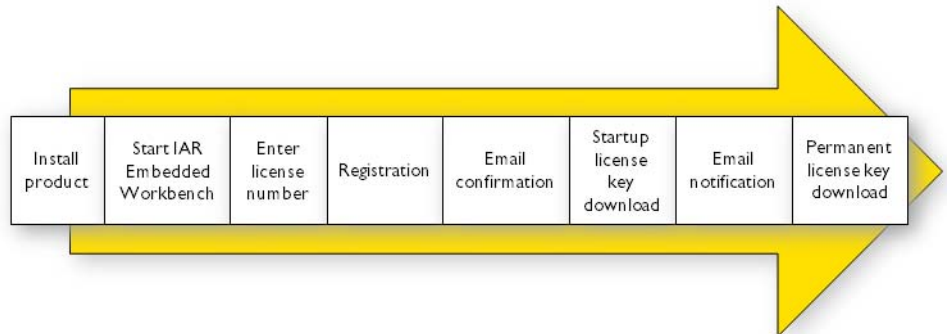 Install
product
Start IAR
Embedded
Workbench
Enter
license
number
Registration
Email
confirmation
Startup
license
key
download
Email
notification
Permanent
license key
download